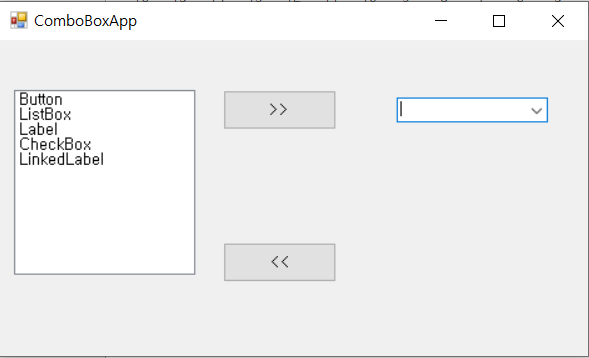 ComboBoxApp
Button
ListBox
Label
CheckBox
LinkedLabel
>>
<<